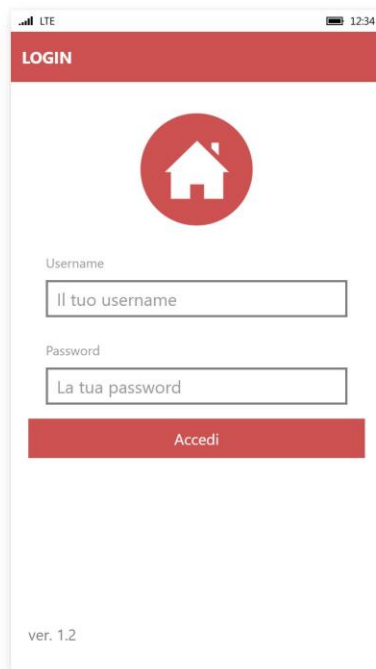 LTE 12:34
LOGIN
Username
Il tuo username
Password
La tua password
Accedi
ver. 1.2